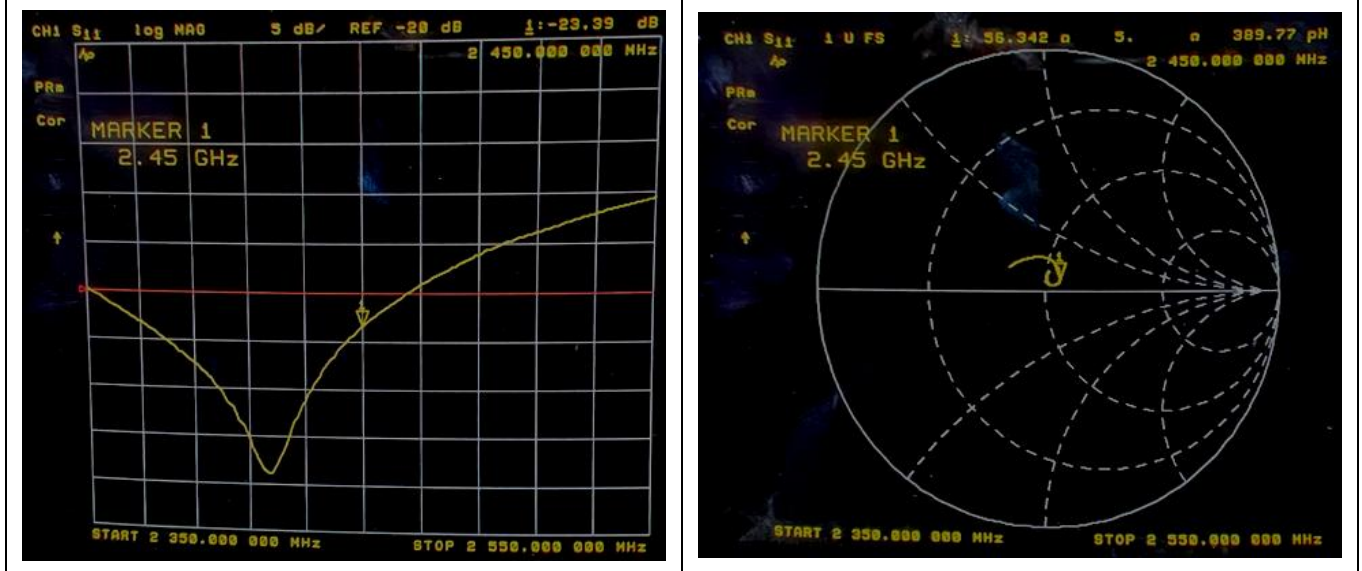 CH1 S11 log MAG 5 dB/ REF -20 dB 1:-23.39 dB
2 450.000 000 MHz
PRm
Cor
MARKER 1
2.45 GHz
START 2 350.000 000 MHz STOP 2 550.000 000 MHz
CH1 S11 1 U FS 1: 56.342 Ω 5. Ω 389.77 pH
2 450.000 000 MHz
PRm
Cor
MARKER 1
2.45 GHz
START 2 350.000 000 MHz STOP 2 550.000 000 MHz